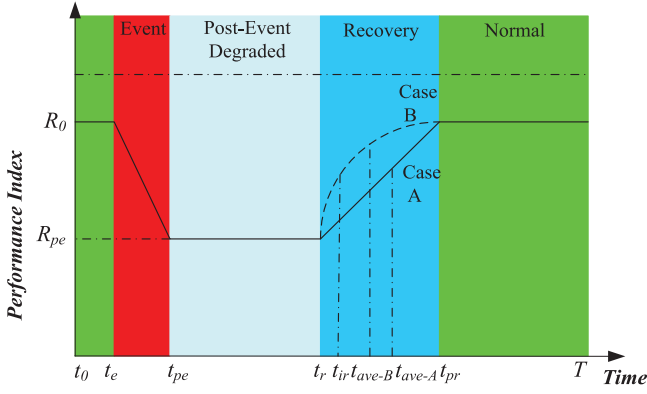 Event
Post-Event
Degraded
Recovery
Normal
Case
B
R0
Case
A
Rpe
Performance Index
t0 te tpe tr tir tave-B tave-A tpr T Time